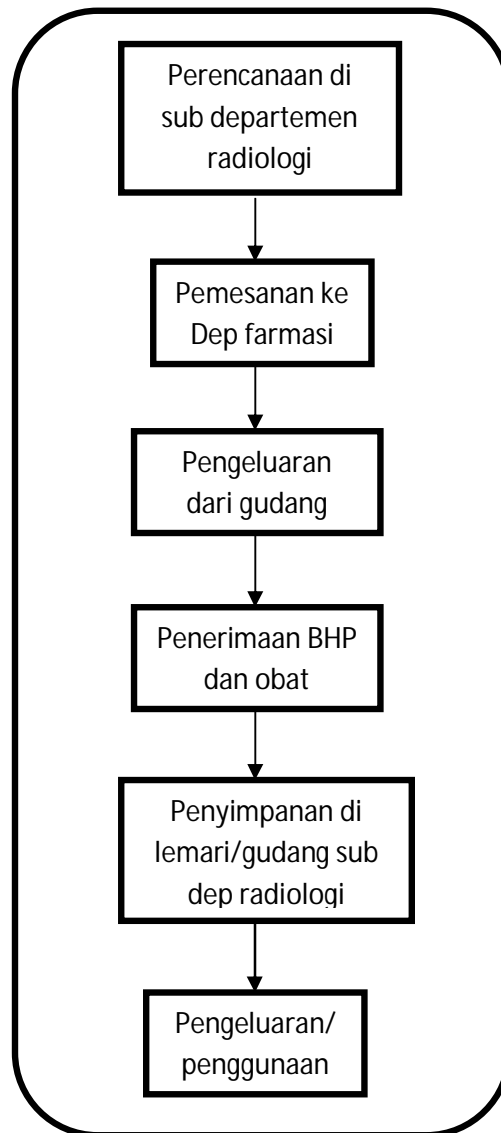 Perencanaan di
sub departemen
radiologi
Pemesanan ke
Dep farmasi
Pengeluaran
dari gudang
Penerimaan BHP
dan obat
Penyimpanan di
lemari/gudang sub
dep radiologi
Pengeluaran/
penggunaan